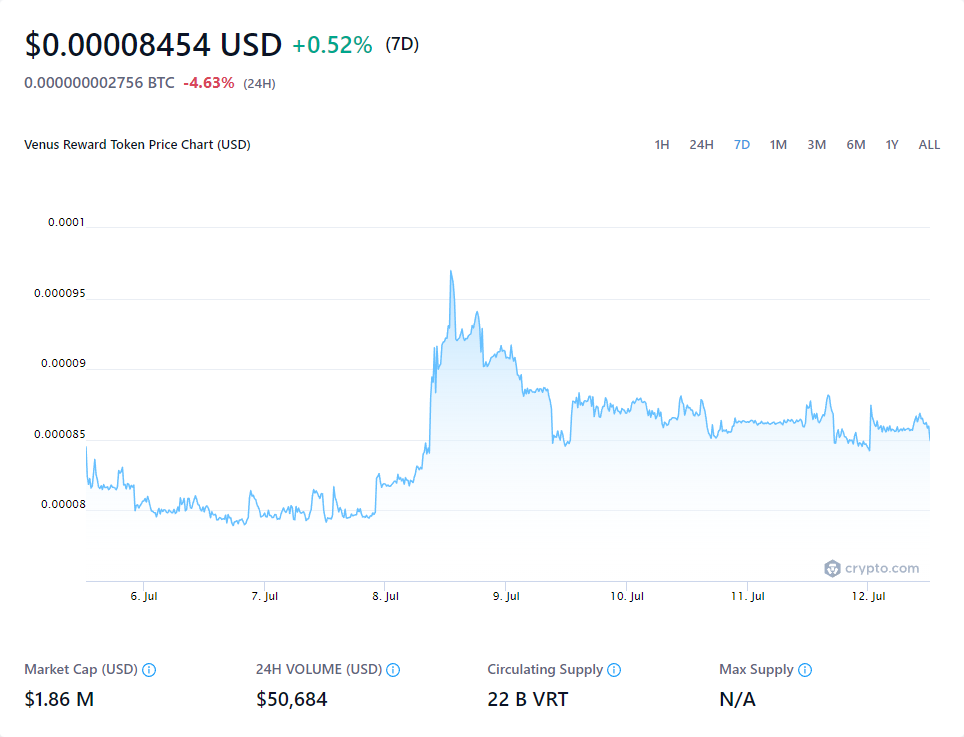 $0.00008454 USD +0.52% (7D)
0.000000002756 BTC -4.63% (24H)
Venus Reward Token Price Chart (USD)
1H 24H 7D 1M 3M 6M 1Y ALL
0.0001
0.000095
0.00009
0.000085
0.00008
crypto.com
6. Jul 7. Jul 8. Jul 9. Jul 10. Jul 11. Jul 12. Jul
Market Cap (USD) 24H VOLUME (USD) Circulating Supply Max Supply
$1.86 M $50,684 22 B VRT N/A